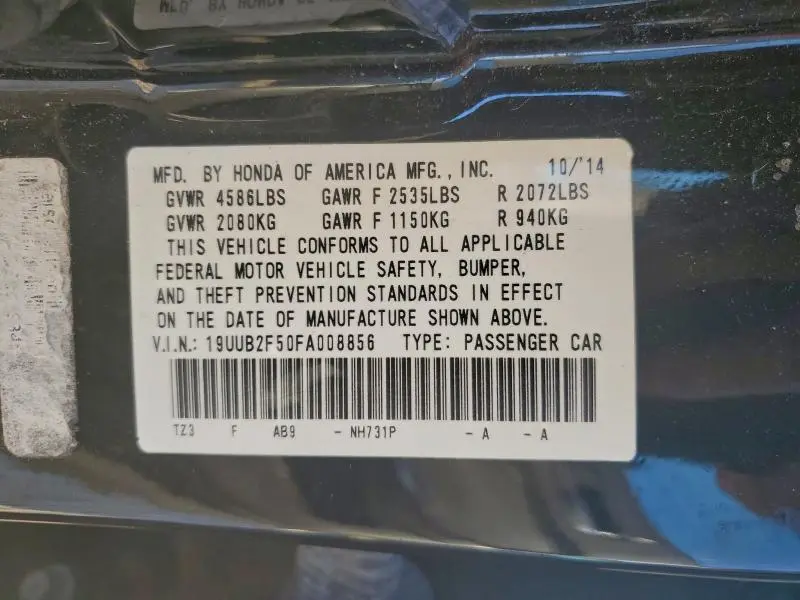 MFD. BY HONDA OF AMERICA MFG., INC. 10/'14
GVWR 4586LBS GAWR F 2535LBS R 2072LBS
GVWR 2080KG GAWR F 1150KG R 940KG
THIS VEHICLE CONFORMS TO ALL APPLICABLE
FEDERAL MOTOR VEHICLE SAFETY, BUMPER,
AND THEFT PREVENTION STANDARDS IN EFFECT
ON THE DATE OF MANUFACTURE SHOWN ABOVE.
V.I.N.: 19UUB2F50FA008856 TYPE: PASSENGER CAR
TZ3 F AB9 - NH731P - A - A